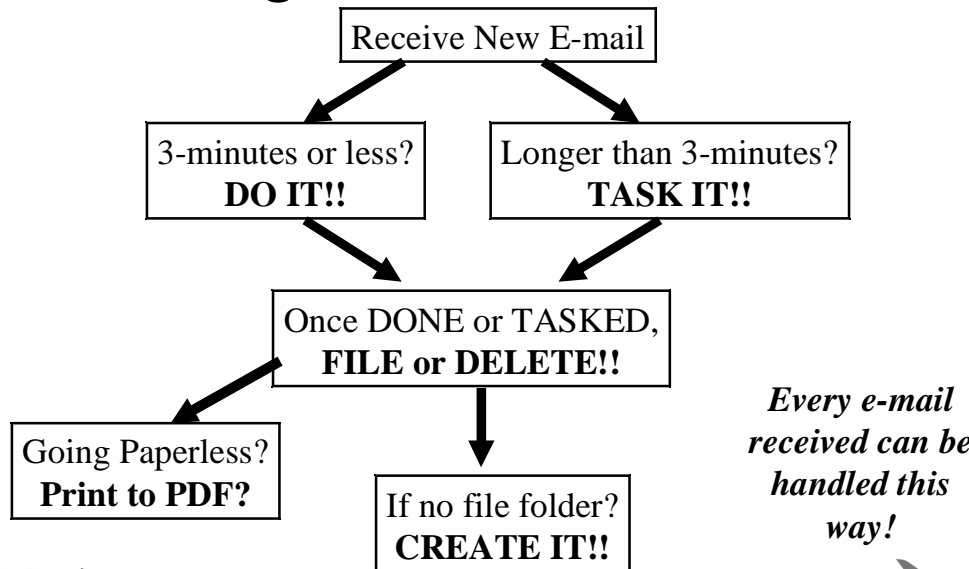 Receive New E-mail
3-minutes or less?
DO IT!!
Longer than 3-minutes?
TASK IT!!
Once DONE or TASKED,
FILE or DELETE!!
Going Paperless?
Print to PDF?
If no file folder?
CREATE IT!!
Every e-mail
received can be
handled this
way!